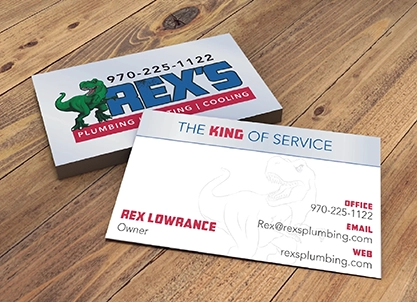 970-225-1122
REX'S
PLUMBING | COOLING
THE KING OF SERVICE
OFFICE
970-225-1122
EMAIL
Rex@rexsplumbing.com
WEB
rexsplumbing.com
REX LOWRANCE
Owner